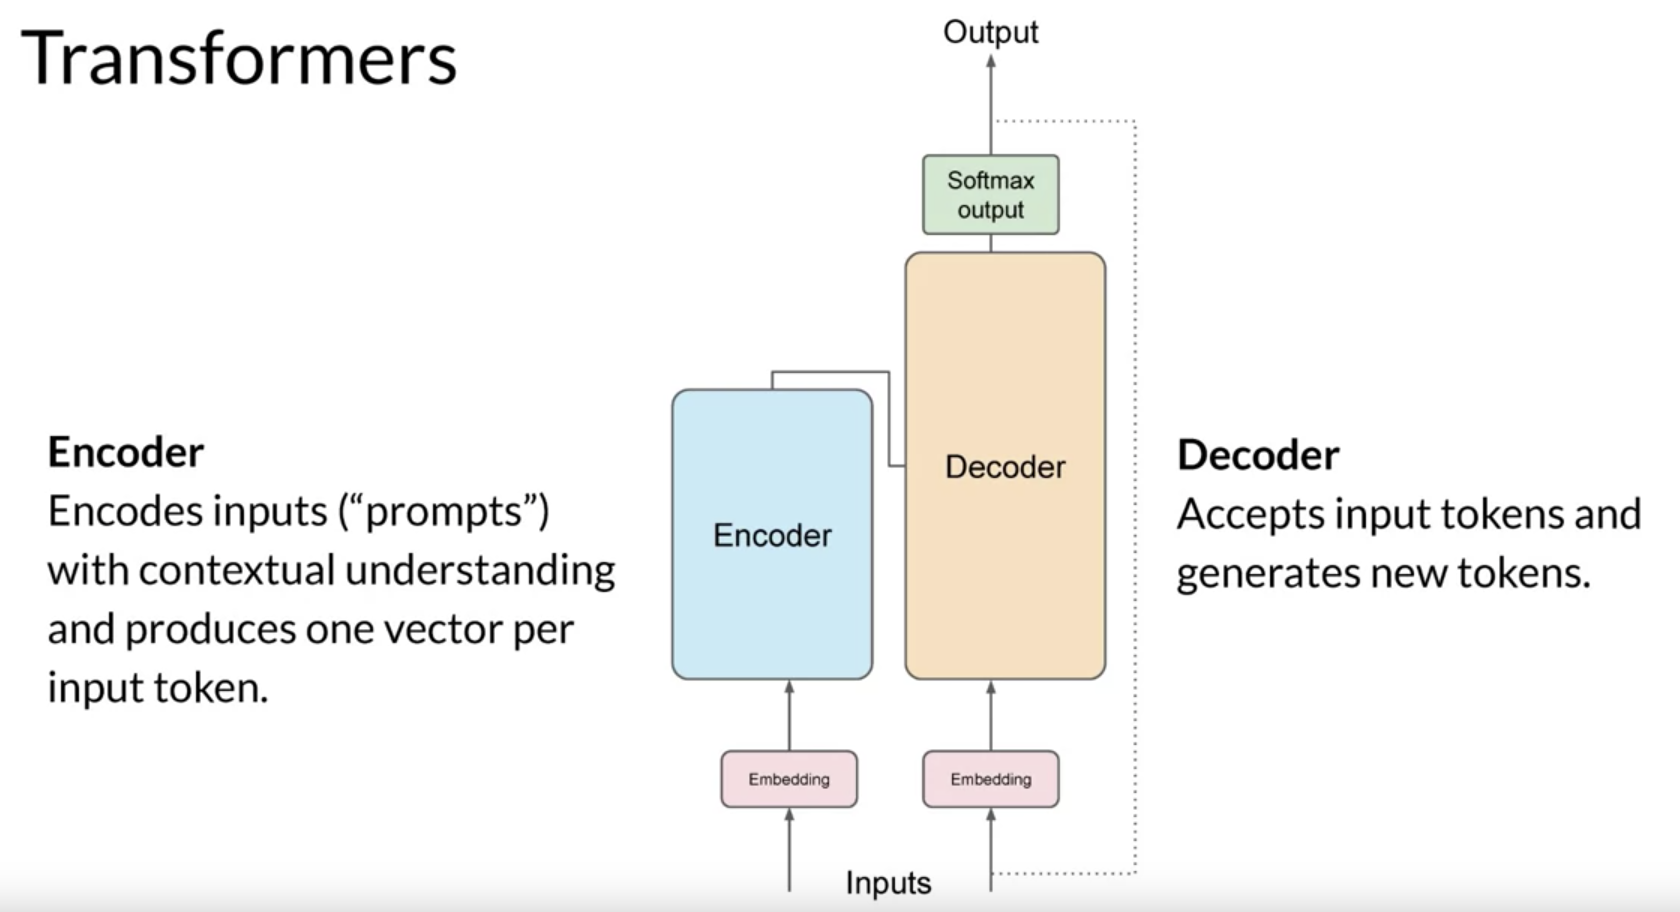 Transformers
Output
Softmax
output
Encoder
Encodes inputs (“prompts”)
with contextual understanding
and produces one vector per
input token.
Encoder
Decoder
Decoder
Accepts input tokens and
generates new tokens.
Embedding
Embedding
Inputs